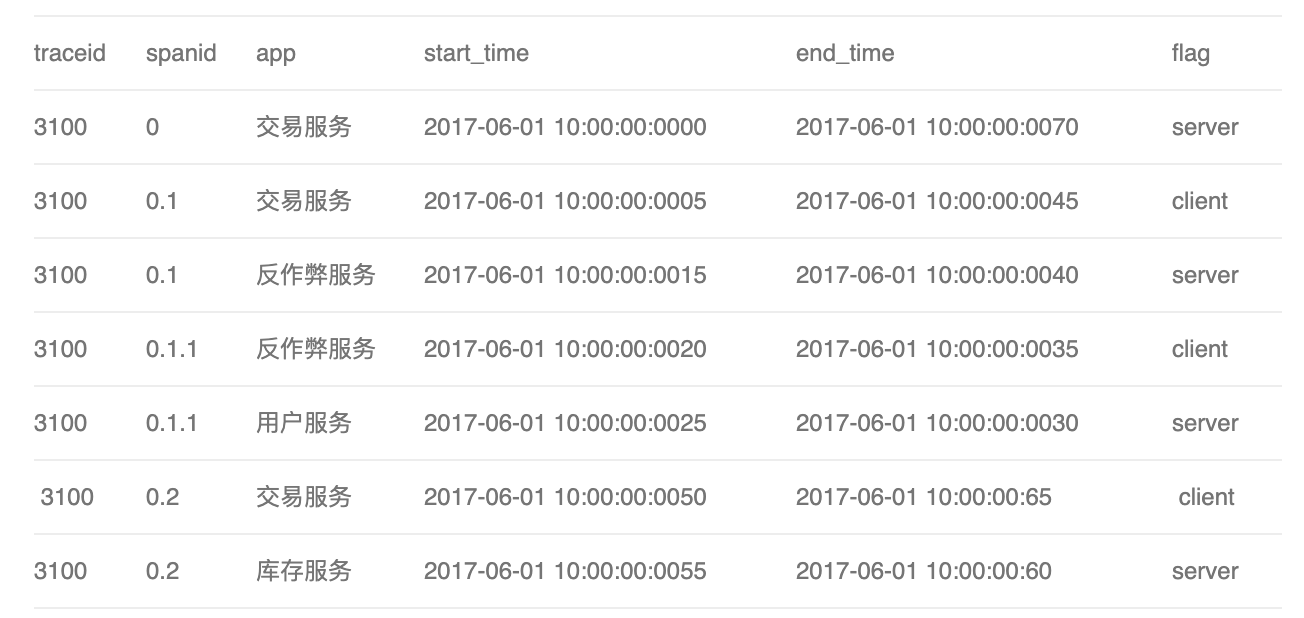 traceid spanid app start_time end_time flag
3100 0 交易服务 2017-06-01 10:00:00:0000 2017-06-01 10:00:00:0070 server
3100 0.1 交易服务 2017-06-01 10:00:00:0005 2017-06-01 10:00:00:0045 client
3100 0.1 反作弊服务 2017-06-01 10:00:00:0015 2017-06-01 10:00:00:0040 server
3100 0.1.1 反作弊服务 2017-06-01 10:00:00:0020 2017-06-01 10:00:00:0035 client
3100 0.1.1 用户服务 2017-06-01 10:00:00:0025 2017-06-01 10:00:00:0030 server
3100 0.2 交易服务 2017-06-01 10:00:00:0050 2017-06-01 10:00:00:65 client
3100 0.2 库存服务 2017-06-01 10:00:00:0055 2017-06-01 10:00:00:60 server